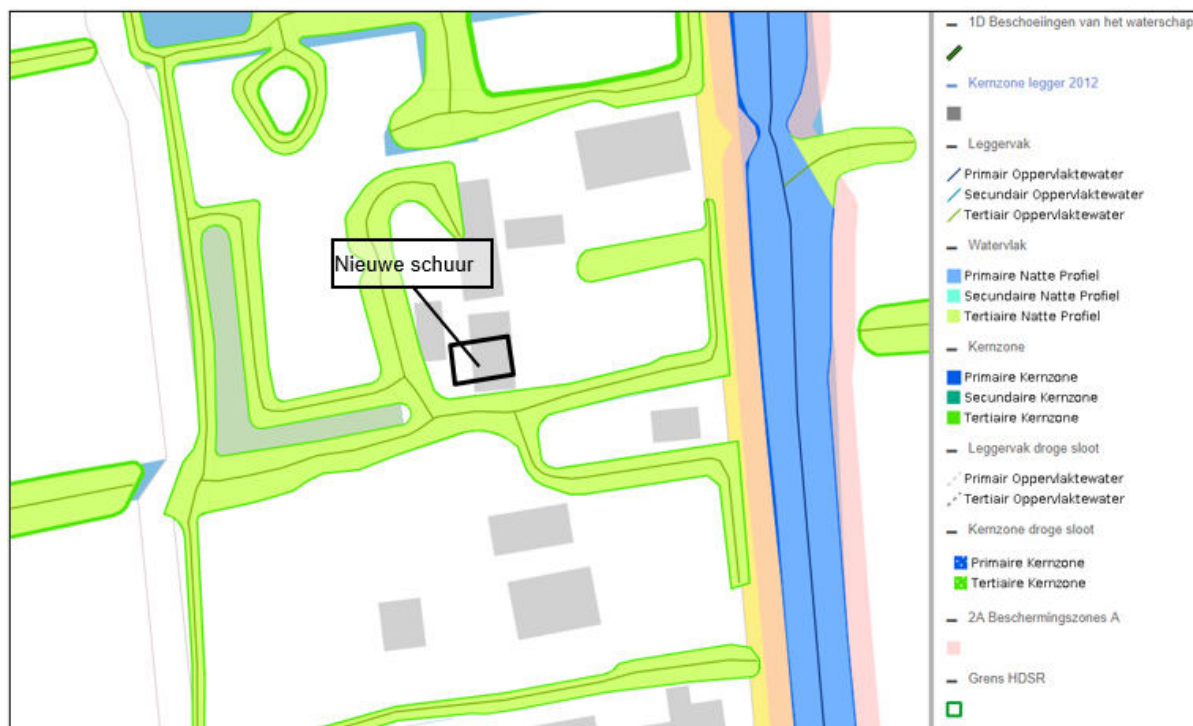 Nieuwe schuur
1D Beschoeiingen van het waterschap
Kernzone legger 2012
Leggervak
Primair Oppervlaktewater
Secundair Oppervlaktewater
Tertiair Oppervlaktewater
Watervlak
Primaire Natte Profiel
Secundaire Natte Profiel
Tertiaire Natte Profiel
Kernzone
Primaire Kernzone
Secundaire Kernzone
Tertiaire Kernzone
Leggervak droge sloot
Primair Oppervlaktewater
Tertiair Oppervlaktewater
Kernzone droge sloot
Primaire Kernzone
Tertiaire Kernzone
2A Beschermingszones A
Grens HDSR